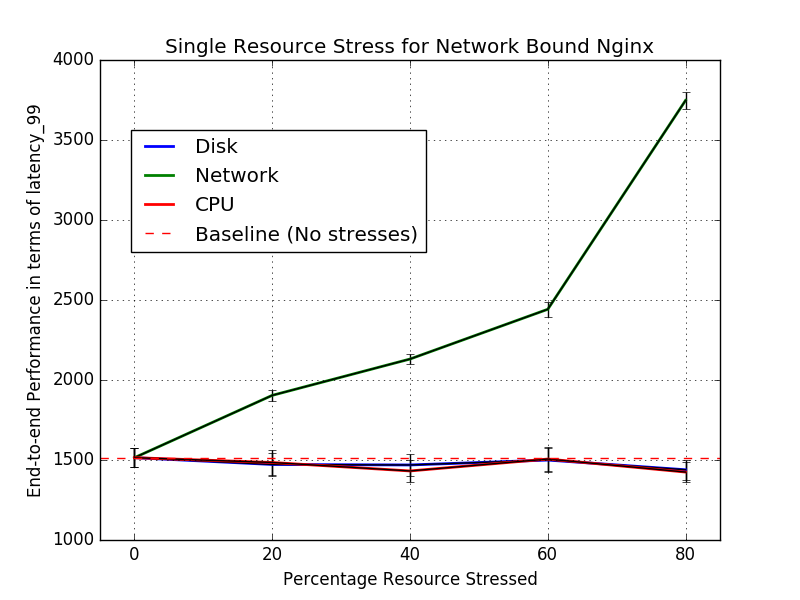 Single Resource Stress for Network Bound Nginx
4000
3500
3000
2500
2000
1500
1000
End-to-end Performance in terms of latency_99
Disk
Network
CPU
Baseline (No stresses)
0 20 40 60 80
Percentage Resource Stressed